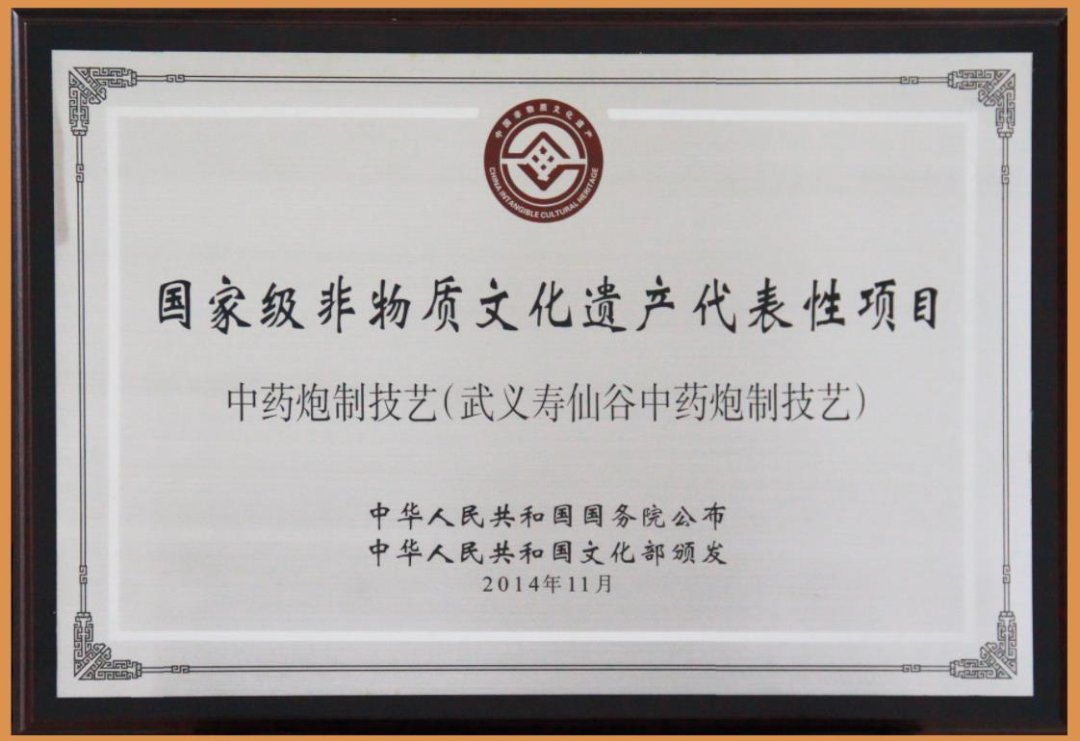 中国非物质文化遗产
CHINA INTANGIBLE CULTURAL HERITAGE
国家级非物质文化遗产代表性项目
中药炮制技艺(武义寿仙谷中药炮制技艺)
中华人民共和国国务院公布
中华人民共和国文化部颁发
2014年11月